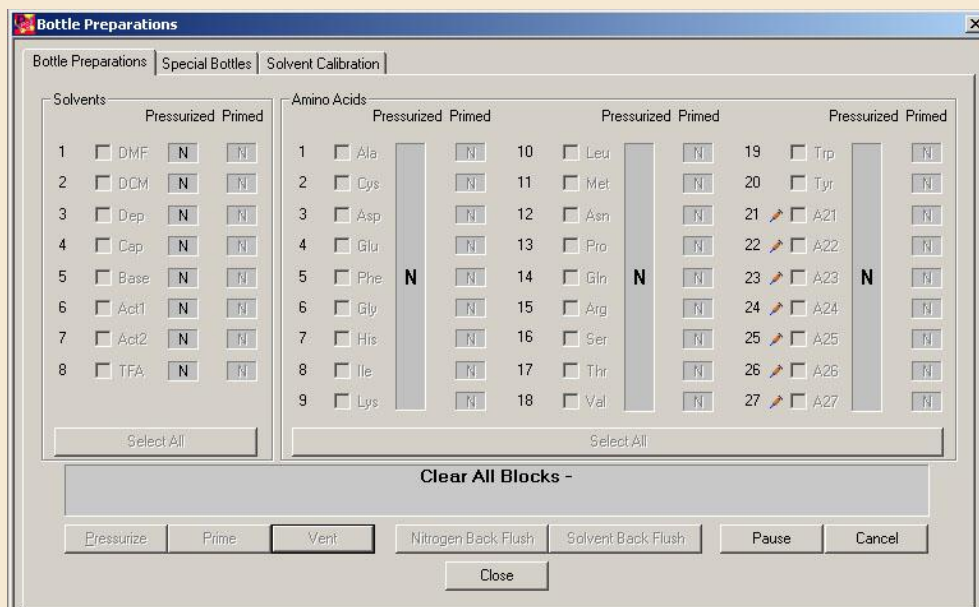 Bottle Preparations
Bottle Preparations Special Bottles Solvent Calibration
Solvents
Pressurized Primed
1 DMF N N
2 DCM N N
3 Dep N N
4 Cap N N
5 Base N N
6 Act1 N N
7 Act2 N N
8 TFA N N
Select All
Amino Acids
Pressurized Primed Pressurized Primed Pressurized Primed
1 Ala N 10 Leu N 19 Trp N
2 Cys N 11 Met N 20 Tyr N
3 Asp N 12 Asn N 21 A21 N
4 Glu N 13 Pro N 22 A22 N
5 Phe N N 14 Gln N N 23 A23 N N
6 Gly N 15 Arg N 24 A24 N
7 His N 16 Ser N 25 A25 N
8 Ile N 17 Thr N 26 A26 N
9 Lys N 18 Val N 27 A27 N
Select All
Clear All Blocks -
Pressurize Prime Vent Nitrogen Back Flush Solvent Back Flush Pause Cancel
Close